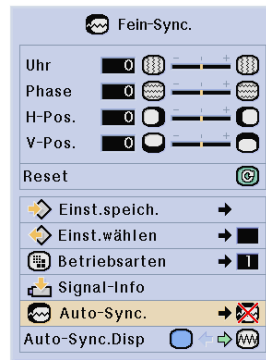 Fein-Sync.
Uhr 0
Phase 0
H-Pos. 0
V-Pos. 0
Reset
Einst.speich.
Einst.wählen
Betriebsarten 1
Signal-Info
Auto-Sync.
Auto-Sync.Disp